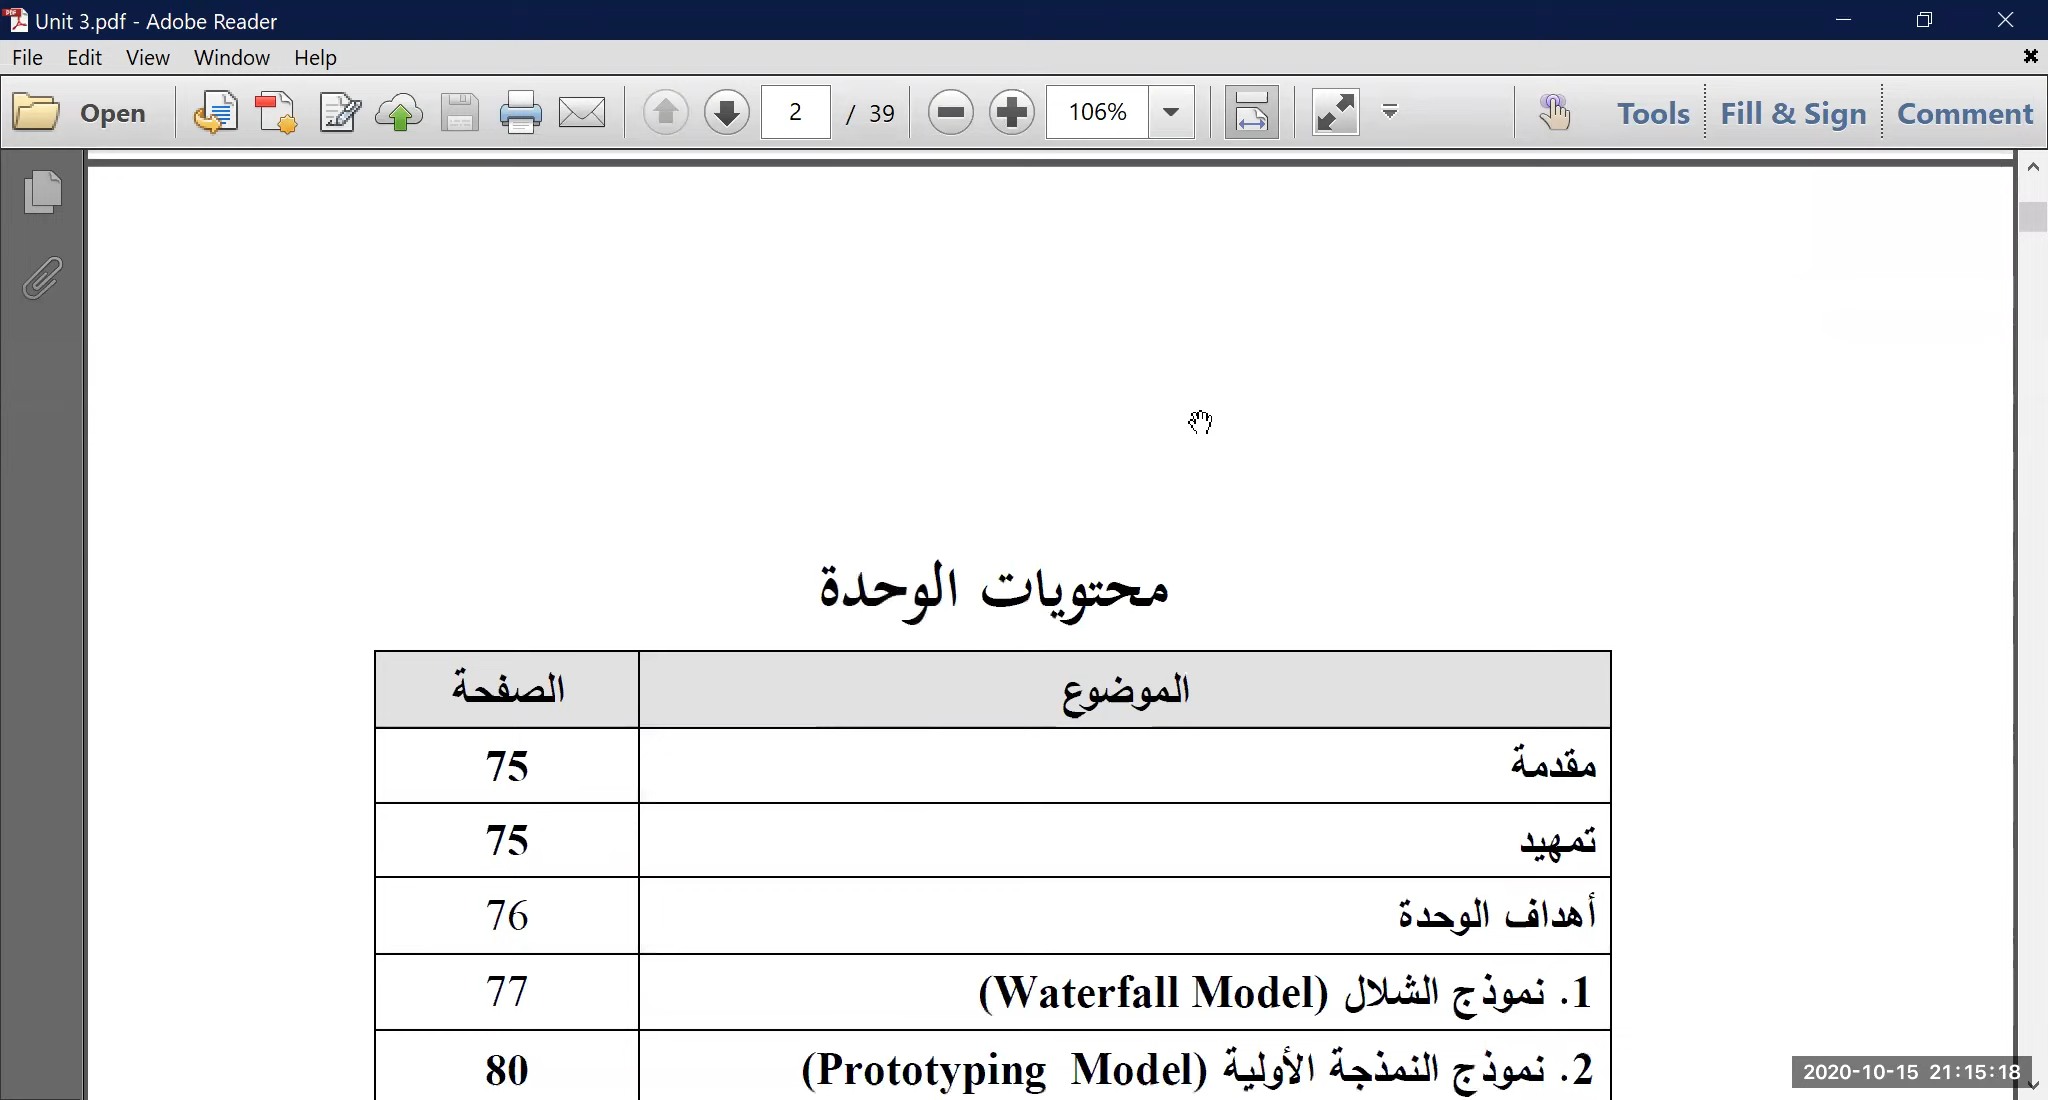 Unit 3.pdf - Adobe Reader
File Edit View Window Help
Open 2 / 39 106% Tools Fill & Sign Comment
محتويات الوحدة
الموضوع الصفحة
مقدمة 75
تمهيد 75
أهداف الوحدة 76
1. نموذج الشلال (Waterfall Model) 77
2. نموذج النمذجة الأولية (Prototyping Model) 80
2020-10-15 21:15:18